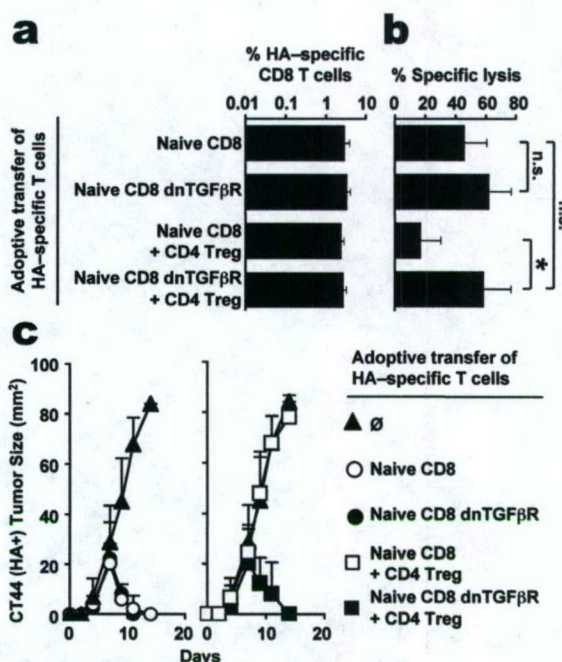 a
b
% HA–specific
CD8 T cells
% Specific lysis
0.01 0.1 1 10
0 20 40 60 80
Adoptive transfer of
HA–specific T cells
Naive CD8
Naive CD8 dnTGFβR
Naive CD8
+ CD4 Treg
Naive CD8 dnTGFβR
+ CD4 Treg
n.s.
*
c
CT44 (HA+) Tumor Size (mm²)
100
80
60
40
20
0
0 10 20
0 10 20
Days
Adoptive transfer of
HA–specific T cells
ø
Naive CD8
Naive CD8 dnTGFβR
Naive CD8
+ CD4 Treg
Naive CD8 dnTGFβR
+ CD4 Treg